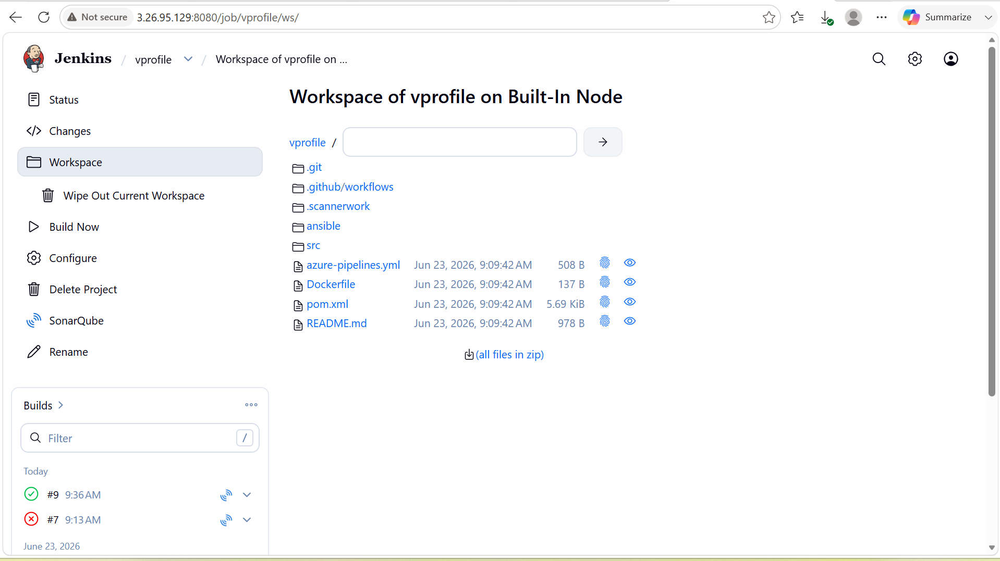 Not secure 3.26.95.129:8080/job/vprofile/ws/ Summarize
Jenkins / vprofile / Workspace of vprofile on ...
Status
Changes
Workspace
Wipe Out Current Workspace
Build Now
Configure
Delete Project
SonarQube
Rename
Builds
Filter /
Today
#9 9:36 AM
#7 9:13 AM
June 23, 2026
Workspace of vprofile on Built-In Node
vprofile /
.git
.github/workflows
.scannerwork
ansible
src
azure-pipelines.yml Jun 23, 2026, 9:09:42 AM 508 B
Dockerfile Jun 23, 2026, 9:09:42 AM 137 B
pom.xml Jun 23, 2026, 9:09:42 AM 5.69 KiB
README.md Jun 23, 2026, 9:09:42 AM 978 B
(all files in zip)